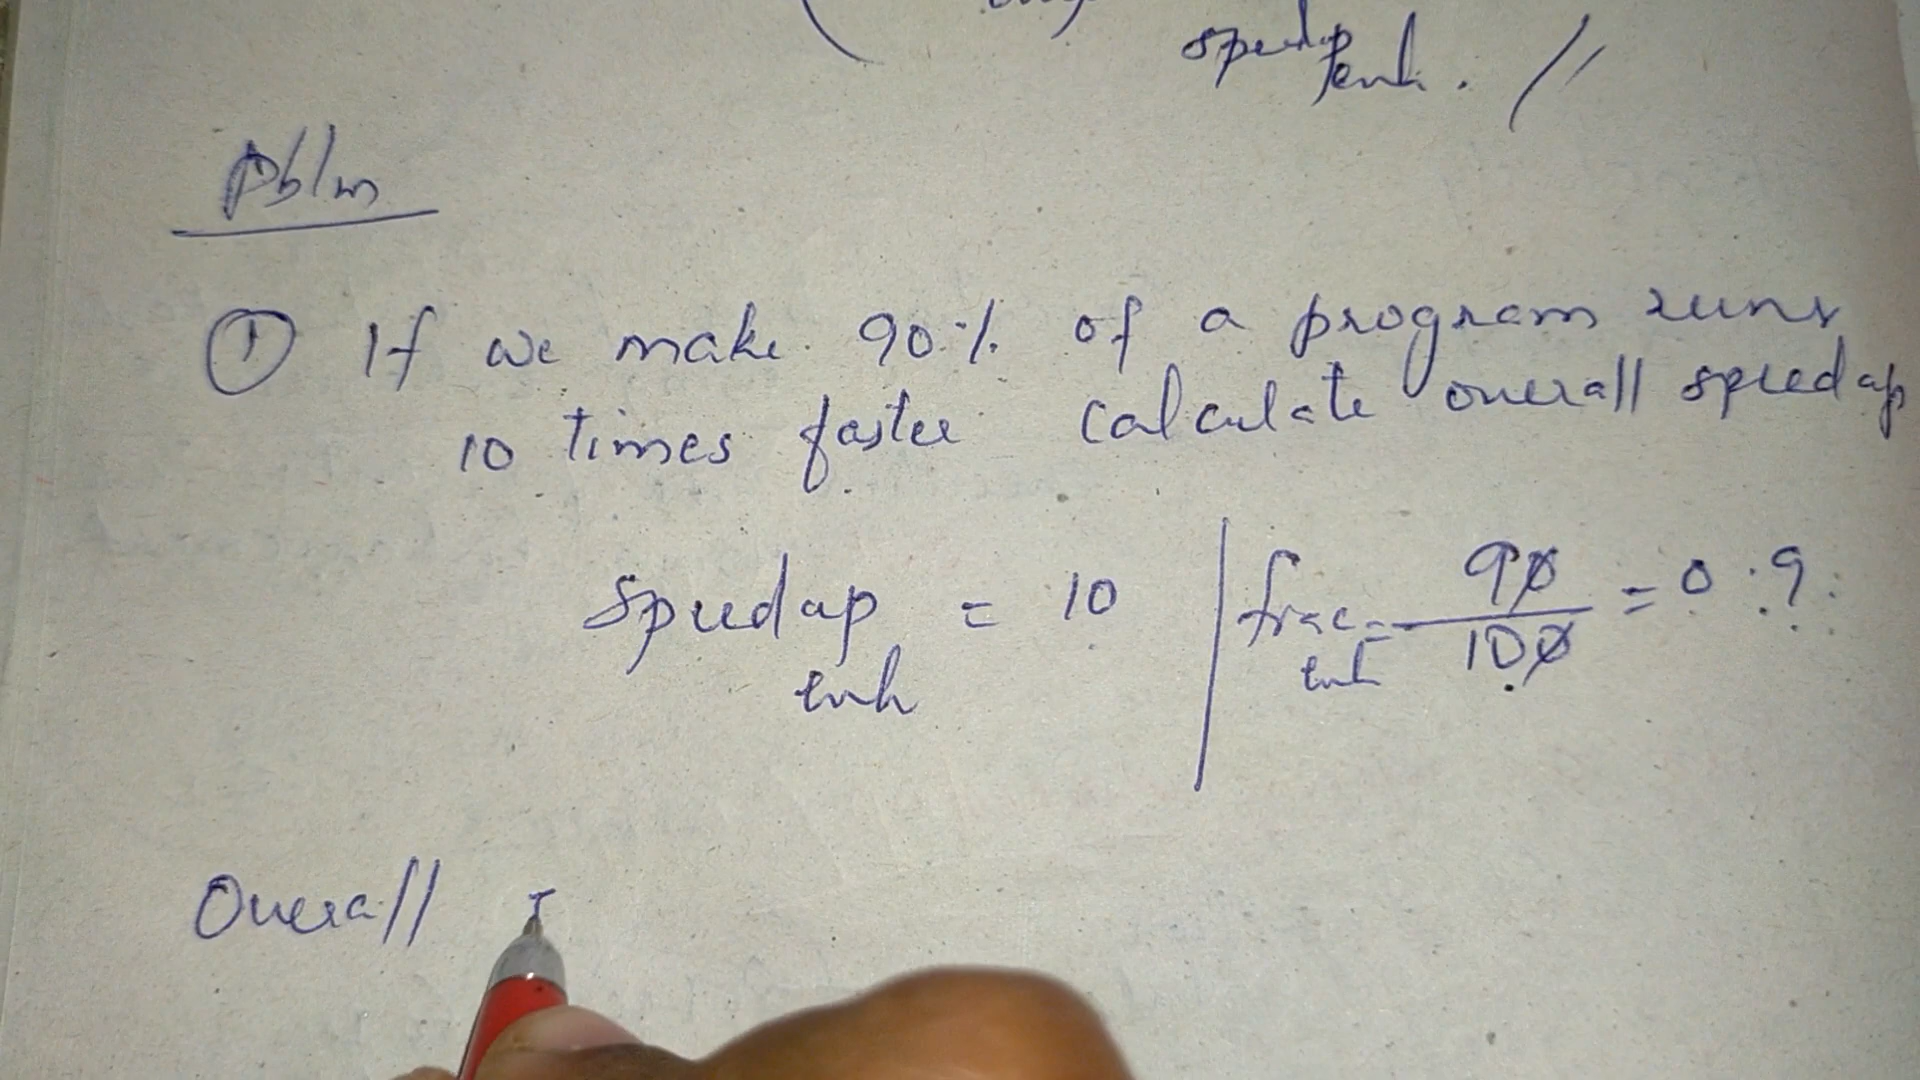 speedup
enh.
Pblm
① If we make 90% of a program runs
10 times faster calculate overall speedup
speedup = 10
enh
frac = 90/100 = 0.9
enh
Overall